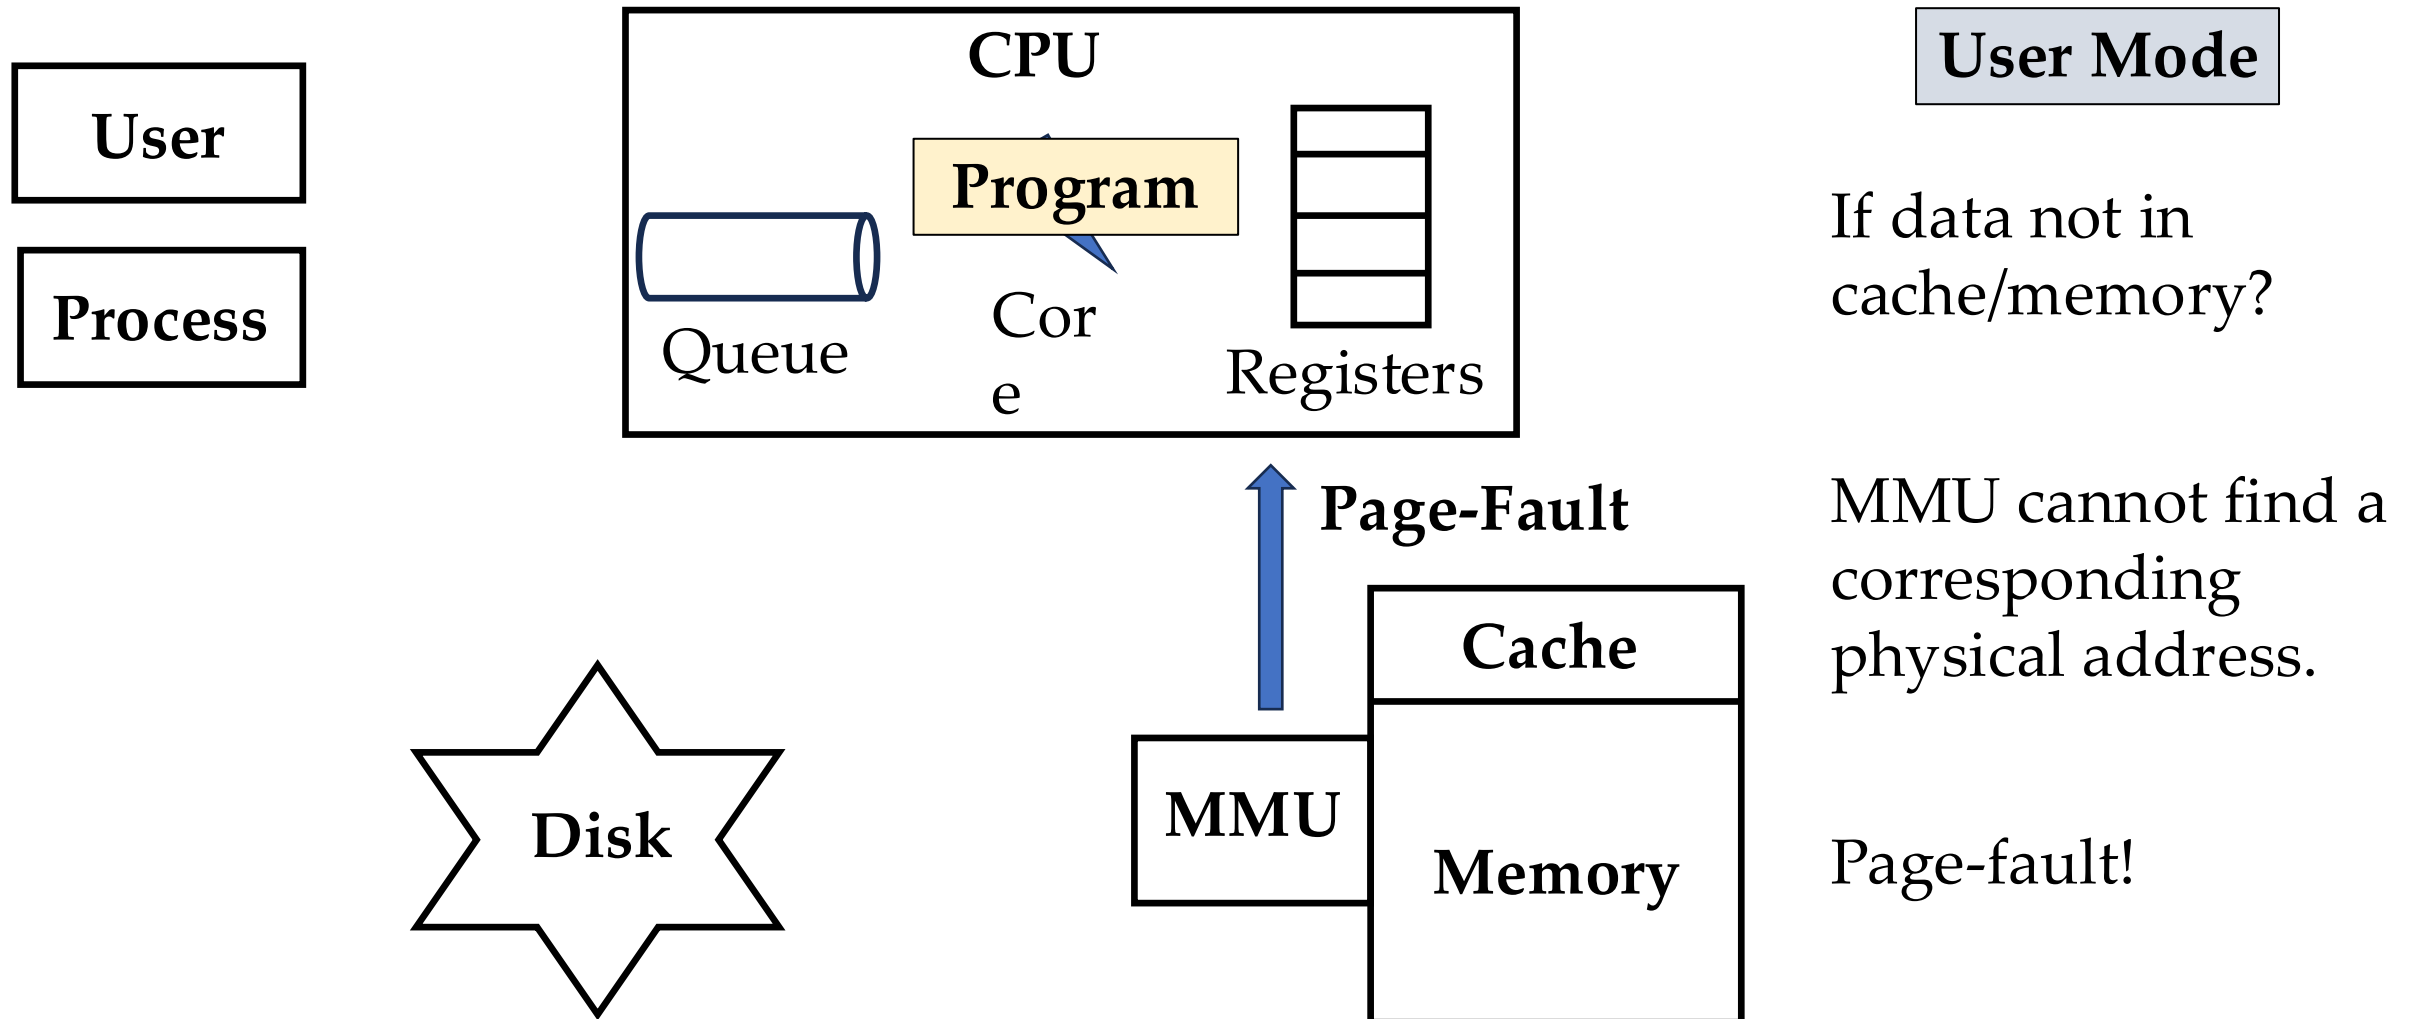 User
Process
CPU
Program
Queue
Cor
e
Registers
User Mode
If data not in
cache/memory?
Page-Fault
MMU cannot find a
corresponding
physical address.
Cache
MMU
Memory
Disk
Page-fault!